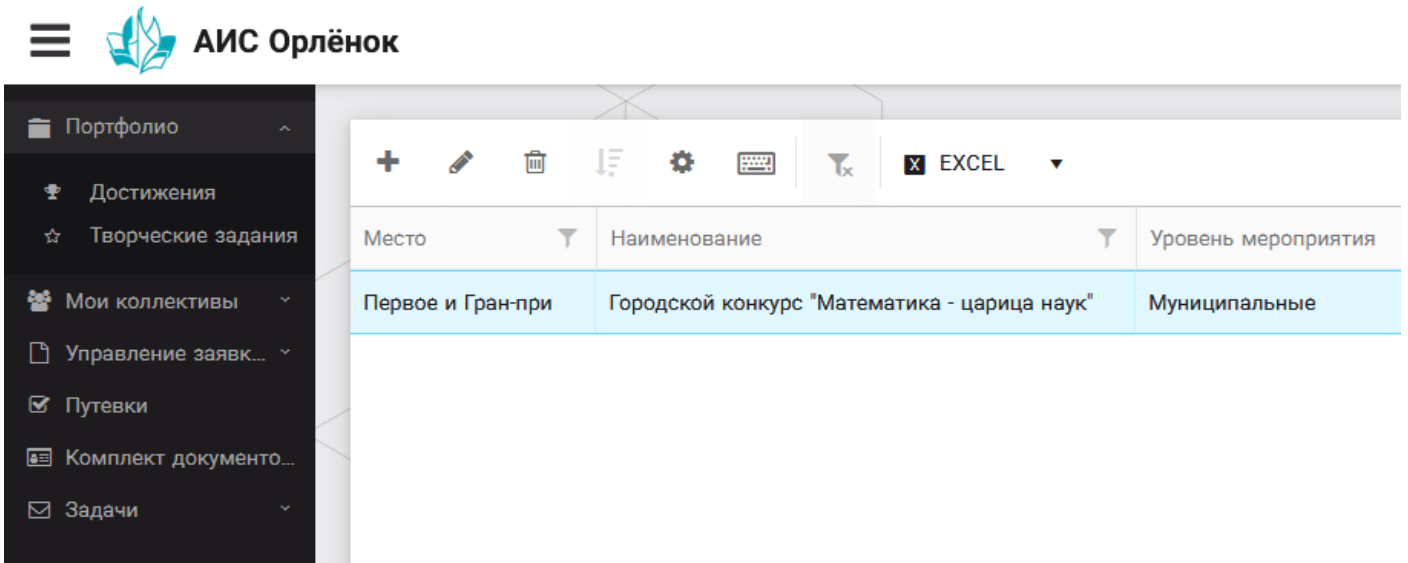 АИС Орлёнок
Портфолио
Достижения
Творческие задания
Мои коллективы
Управление заявк...
Путевки
Комплект документо...
Задачи
X EXCEL
Место Наименование Уровень мероприятия
Первое и Гран-при Городской конкурс "Математика - царица наук" Муниципальные